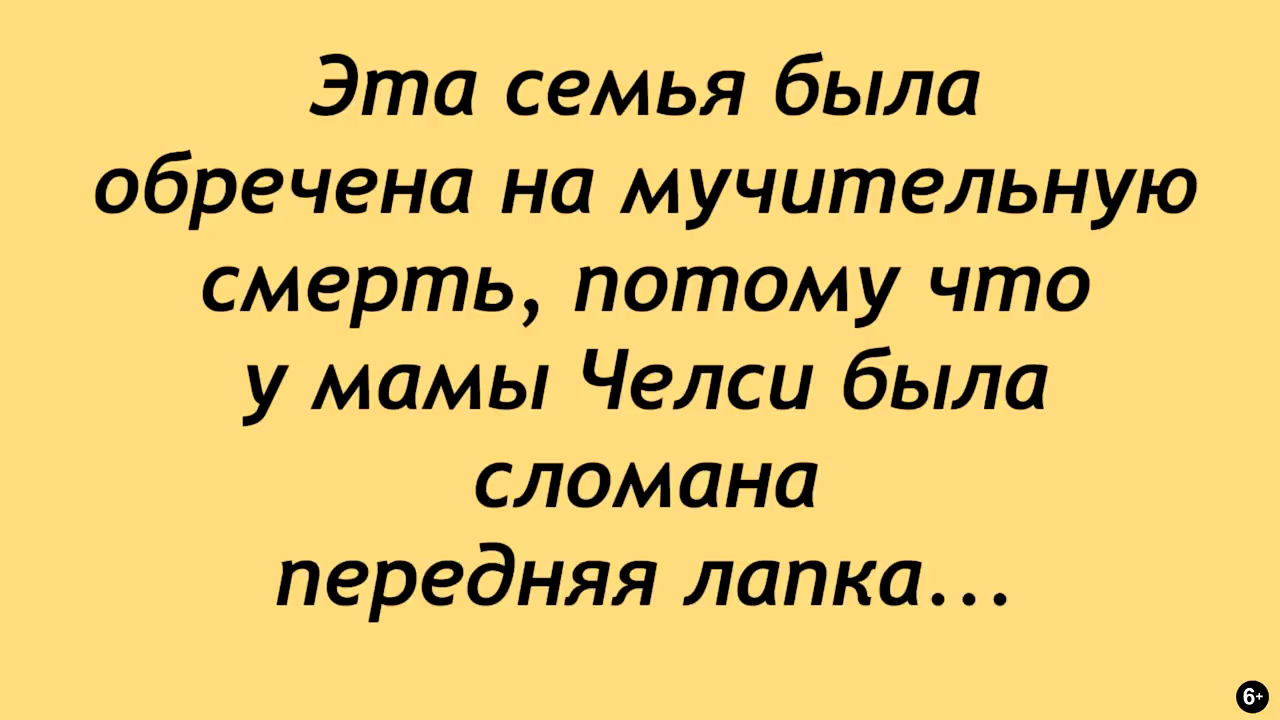 Эта семья была
обречена на мучительную
смерть, потому что
у мамы Челси была
сломана
передняя лапка...
6+